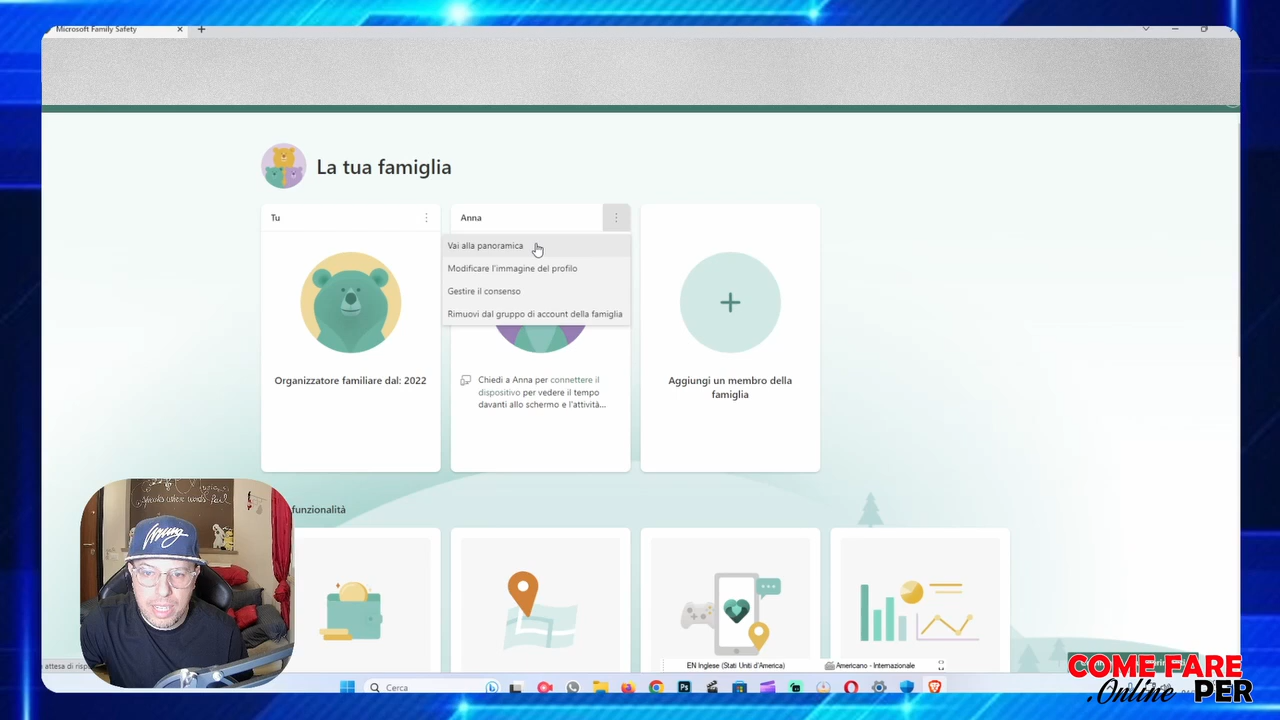 Microsoft Family Safety
La tua famiglia
Tu
Anna
Vai alla panoramica
Modificare l'immagine del profilo
Gestire il consenso
Rimuovi dal gruppo di account della famiglia
Organizzatore familiare dal: 2022
Chiedi a Anna per connettere il
dispositivo per vedere il tempo
davanti allo schermo e l'attività...
Aggiungi un membro della
famiglia
funzionalità
EN Inglese (Stati Uniti d'America)
Americano - Internazionale
Cerca
COME FARE
.Online PER